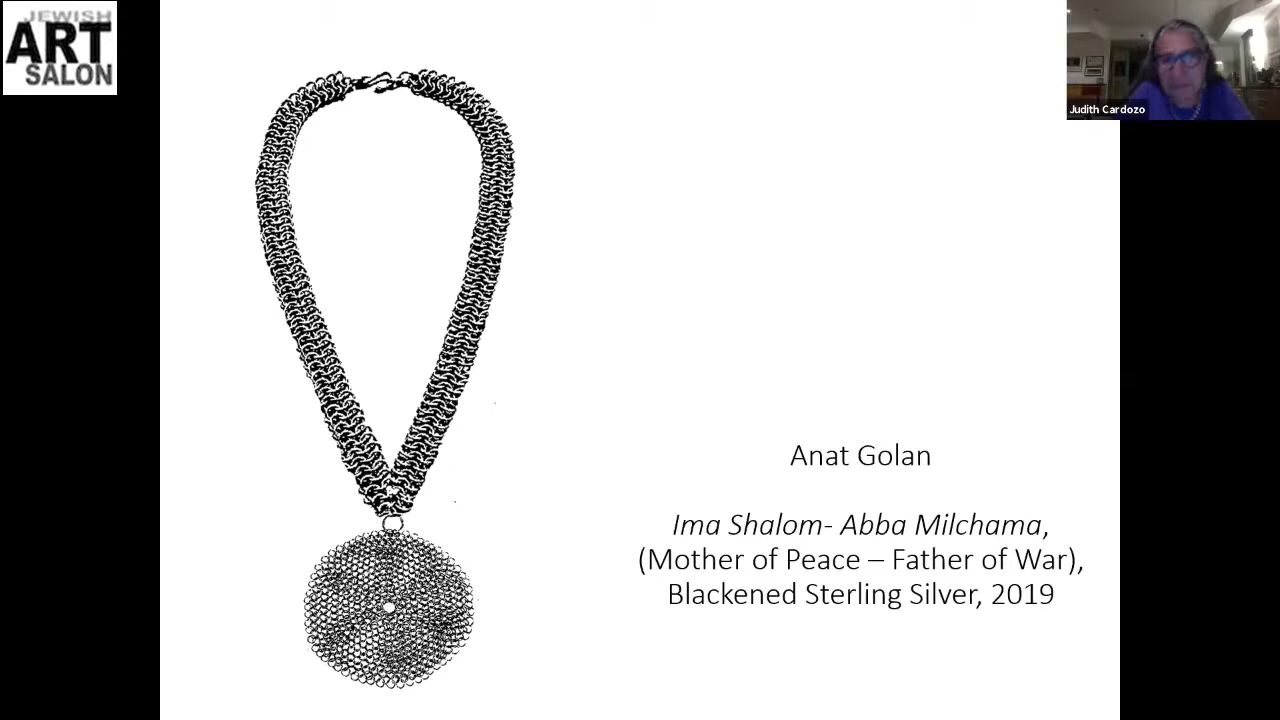 JEWISH
ART
SALON
Judith Cardozo
Anat Golan
Ima Shalom- Abba Milchama,
(Mother of Peace – Father of War),
Blackened Sterling Silver, 2019